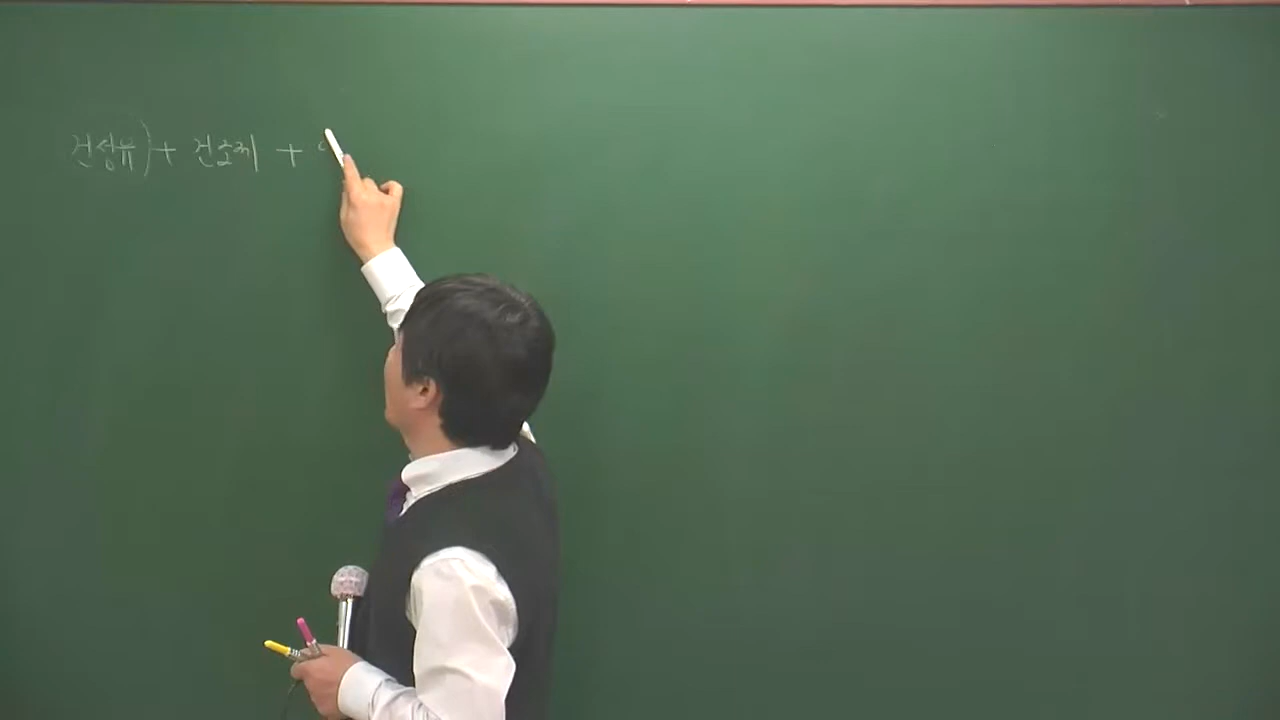 건성유) + 건조제 +